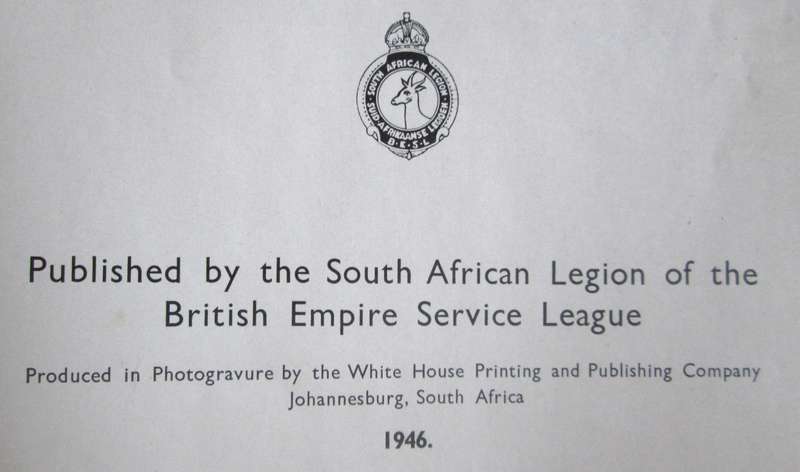 SOUTH AFRICAN LEGION
SUID AFRIKAANSE LEGIOEN
B·E·S·L
Published by the South African Legion of the
British Empire Service League
Produced in Photogravure by the White House Printing and Publishing Company
Johannesburg, South Africa
1946.